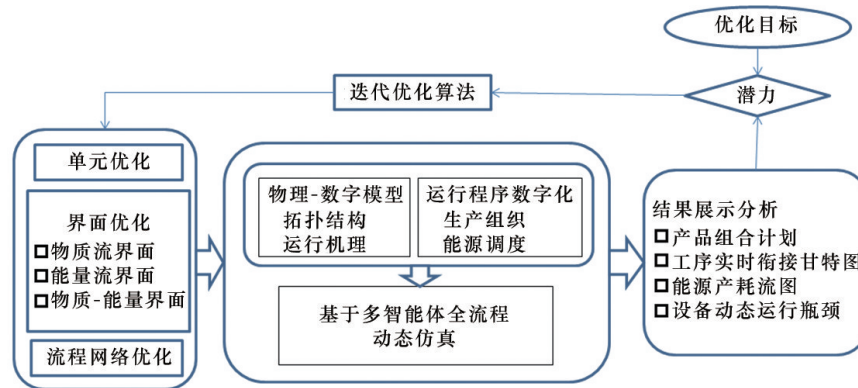 优化目标
迭代优化算法
潜力
单元优化
界面优化
物质流界面
能量流界面
物质-能量界面
流程网络优化
物理-数字模型
拓扑结构
运行机理
运行程序数字化
生产组织
能源调度
基于多智能体全流程
动态仿真
结果展示分析
产品组合计划
工序实时衔接甘特图
能源产耗流图
设备动态运行瓶颈